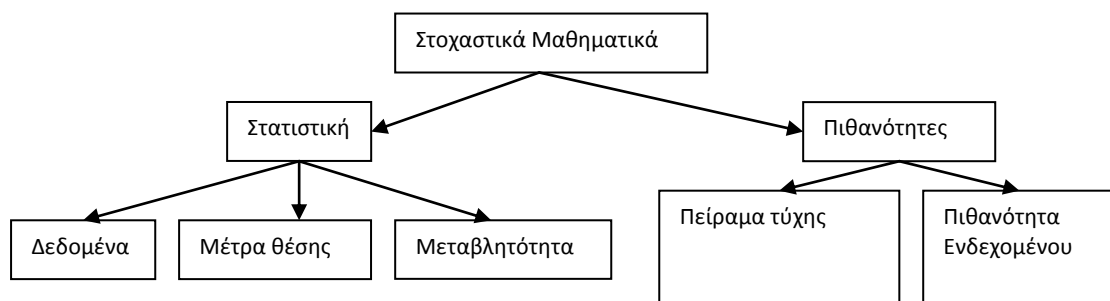 Στοχαστικά Μαθηματικά
Στατιστική
Πιθανότητες
Δεδομένα
Μέτρα θέσης
Μεταβλητότητα
Πείραμα τύχης
Πιθανότητα
Ενδεχομένου